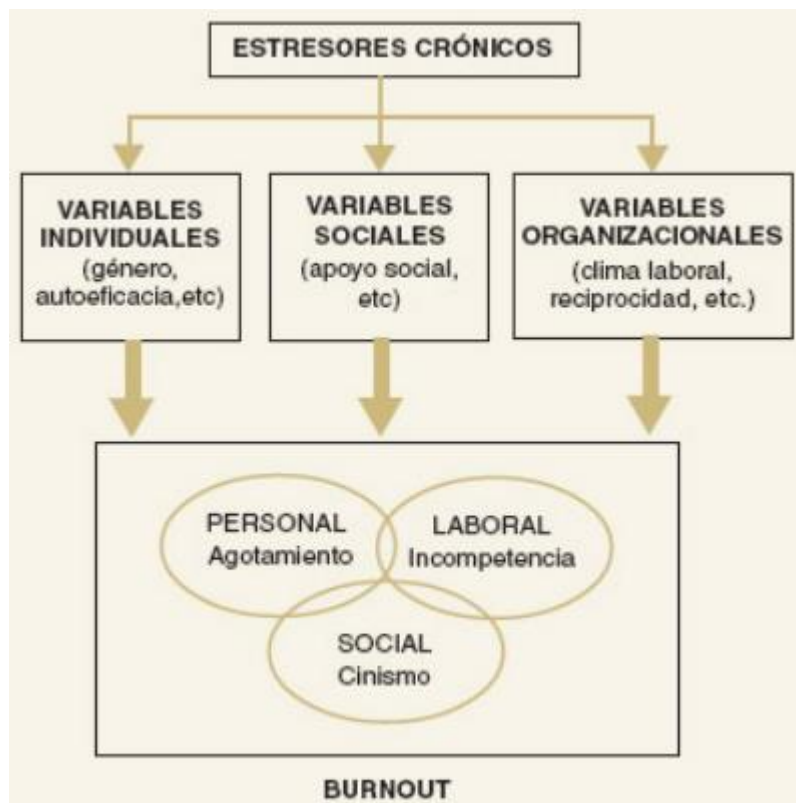 ESTRESORES CRÓNICOS
VARIABLES
INDIVIDUALES
(género,
autoeficacia,etc)
VARIABLES
SOCIALES
(apoyo social,
etc)
VARIABLES
ORGANIZACIONALES
(clima laboral,
reciprocidad, etc.)
PERSONAL
Agotamiento
LABORAL
Incompetencia
SOCIAL
Cinismo
BURNOUT